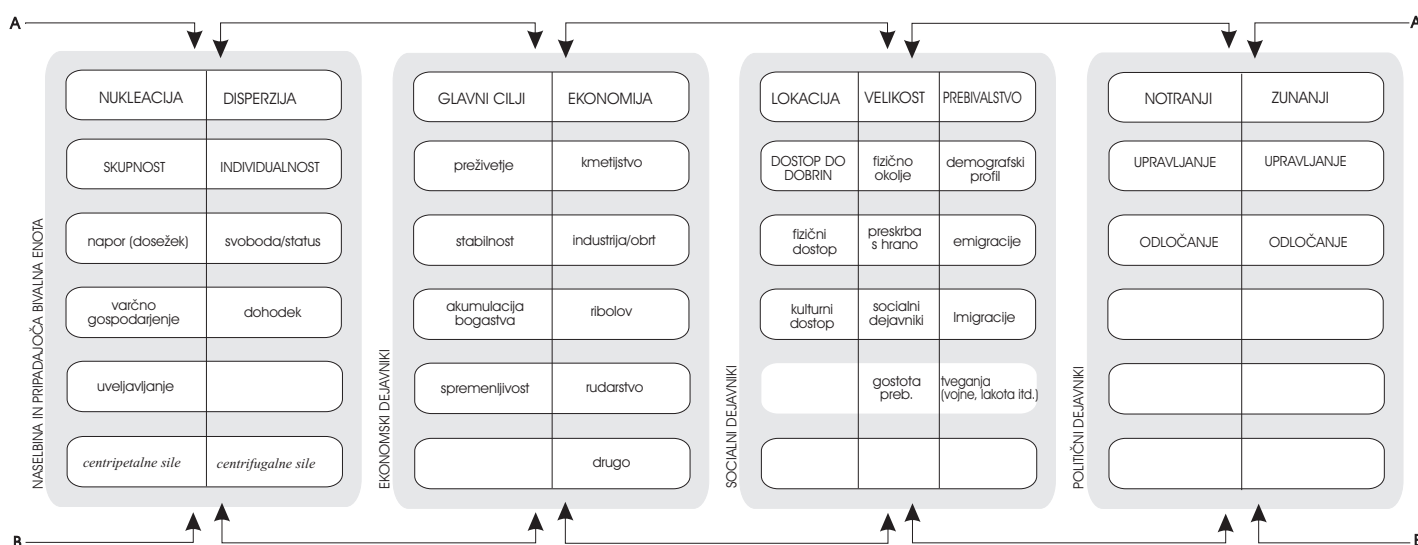 A
A
NASELBINA IN PRIPADAJOČA BIVALNA ENOTA
NUKLEACIJA
DISPERZIJA
SKUPNOST
INDIVIDUALNOST
napor (dosežek)
svoboda/status
varčno
gospodarjenje
dohodek
uveljavljanje
centripetalne sile
centrifugalne sile
EKONOMSKI DEJAVNIKI
GLAVNI CILJI
EKONOMIJA
preživetje
kmetijstvo
stabilnost
industrija/obrt
akumulacija
bogastva
ribolov
spremenljivost
rudarstvo
drugo
SOCIALNI DEJAVNIKI
LOKACIJA
VELIKOST
PREBIVALSTVO
DOSTOP DO
DOBRIN
fizično
okolje
demografski
profil
fizični
dostop
preskrba
s hrano
emigracije
kulturni
dostop
socialni
dejavniki
Imigracije
gostota
preb.
tveganja
(vojne, lakota itd.)
POLITIČNI DEJAVNIKI
NOTRANJI
ZUNANJI
UPRAVLJANJE
UPRAVLJANJE
ODLOČANJE
ODLOČANJE
B
B